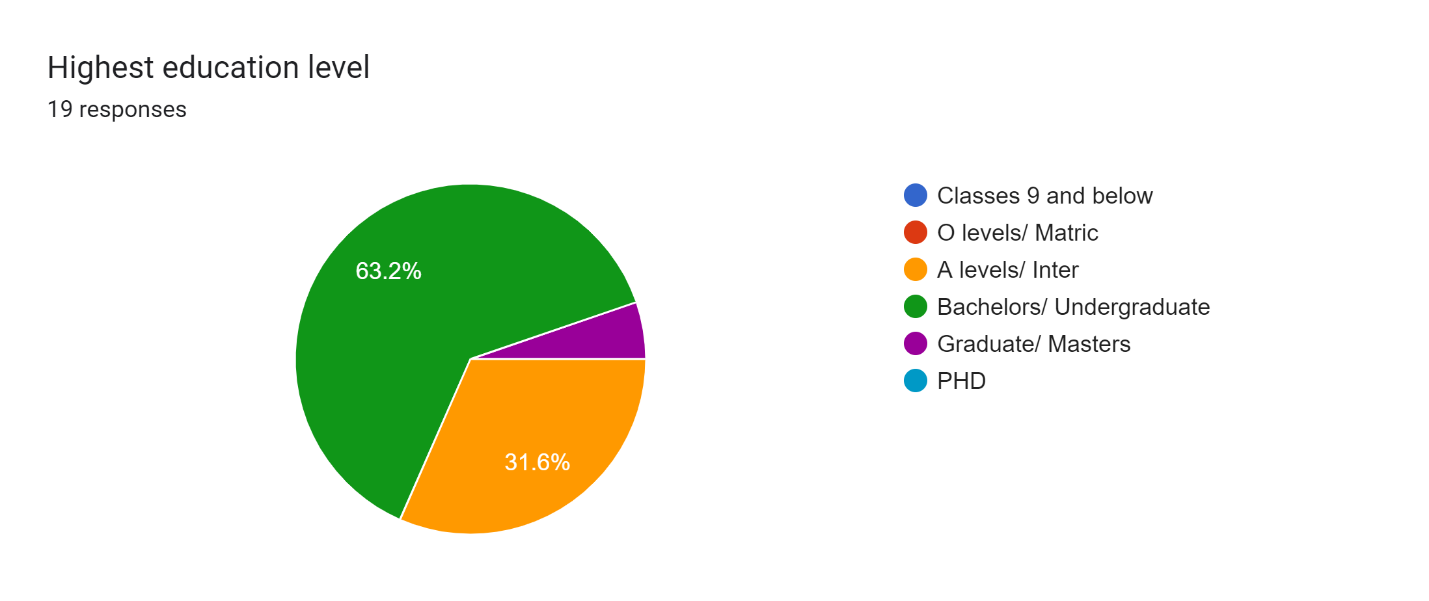 Highest education level
19 responses
63.2%
31.6%
Classes 9 and below
O levels/ Matric
A levels/ Inter
Bachelors/ Undergraduate
Graduate/ Masters
PHD